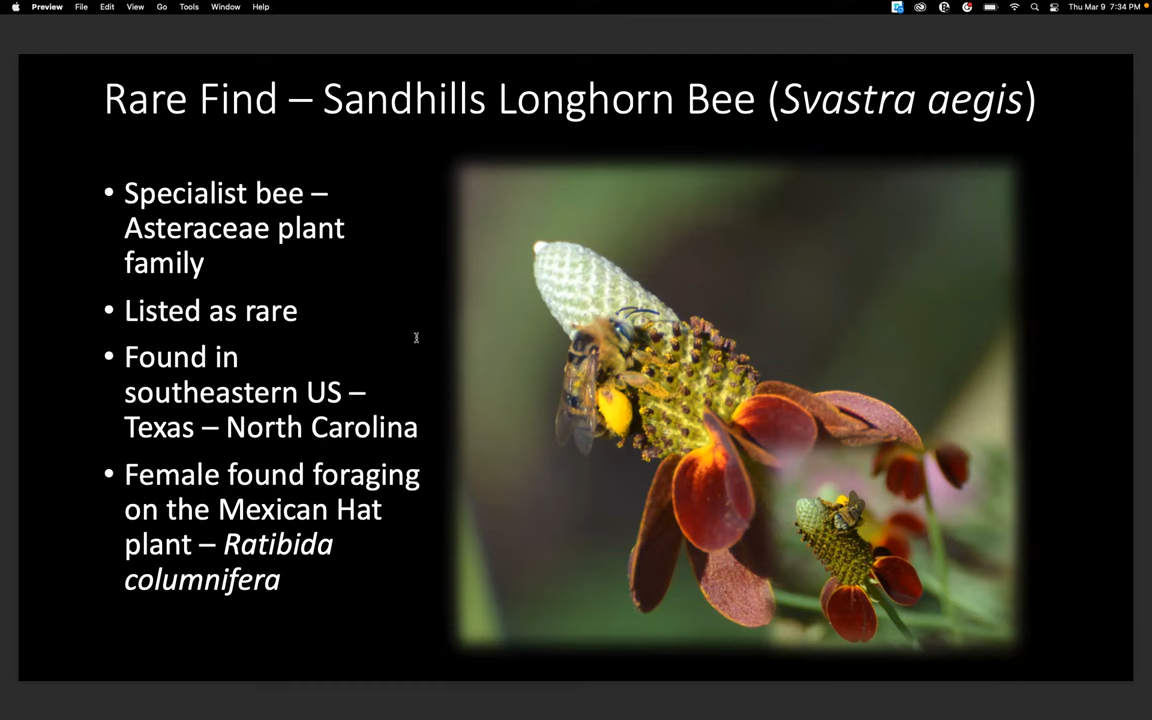 Preview File Edit View Go Tools Window Help Thu Mar 9 7:34 PM
Rare Find – Sandhills Longhorn Bee (Svastra aegis)
• Specialist bee –
Asteraceae plant
family
• Listed as rare
• Found in
southeastern US –
Texas – North Carolina
• Female found foraging
on the Mexican Hat
plant – Ratibida
columnifera